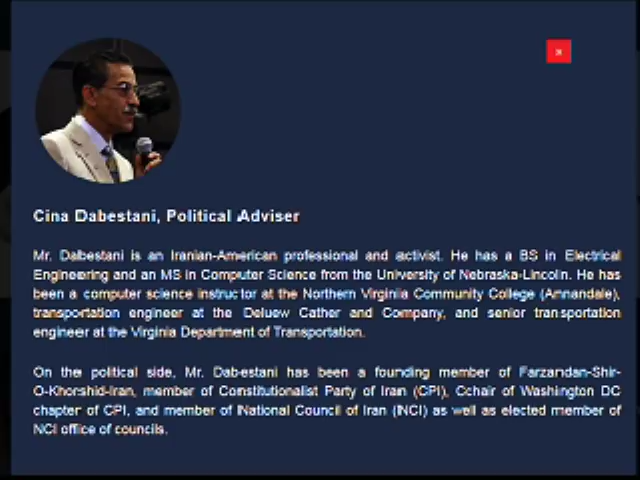 Cina Dabestani, Political Adviser
Mr. Dabestani is an Iranian-American professional and activist. He has a BS in Electrical
Engineering and an MS in Computer Science from the University of Nebraska-Lincoln. He has
been a computer science instructor at the Northern Virginia Community College (Annandale),
transportation engineer at the Deluew Cather and Company, and senior transportation
engineer at the Virginia Department of Transportation.
On the political side, Mr. Dabestani has been a founding member of Farzandan-Shir-
O-Khorshid-Iran, member of Constitutionalist Party of Iran (CPI), Cchair of Washington DC
chapter of CPI, and member of National Council of Iran (NCI) as well as elected member of
NCI office of councils.